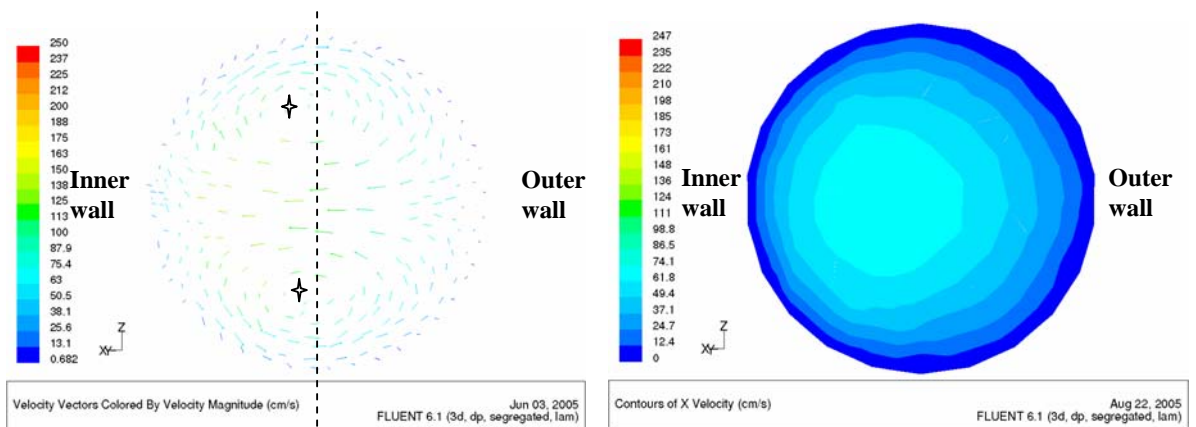 250
237
225
212
200
188
175
163
150
138
125
113
100
87.9
75.4
63
50.5
38.1
25.6
13.1
0.682
Inner
wall
Outer
wall
Z
XY
Velocity Vectors Colored By Velocity Magnitude (cm/s)
Jun 03, 2005
FLUENT 6.1 (3d, dp, segregated, lam)
247
235
222
210
198
185
173
161
148
136
124
111
98.8
86.5
74.1
61.8
49.4
37.1
24.7
12.4
0
Inner
wall
Outer
wall
Z
XY
Contours of X Velocity (cm/s)
Aug 22, 2005
FLUENT 6.1 (3d, dp, segregated, lam)